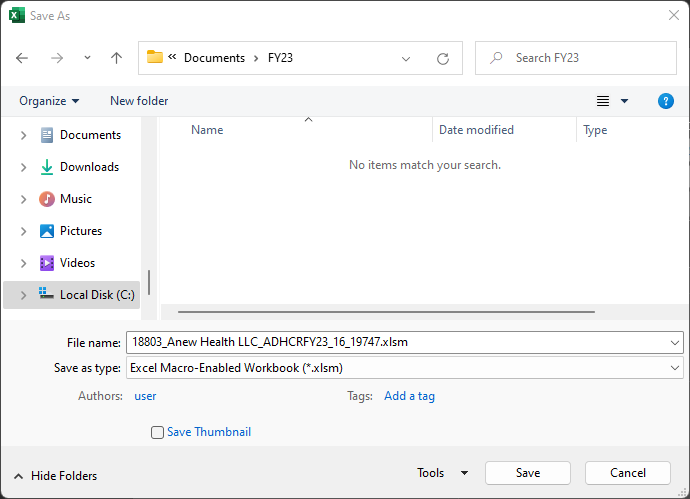 Save As
« Documents > FY23
Search FY23
Organize
New folder
?
Name
Date modified
Type
No items match your search.
Documents
Downloads
Music
Pictures
Videos
Local Disk (C:)
File name:
18803_Anew Health LLC_ADHCRFY23_16_19747.xlsm
Save as type:
Excel Macro-Enabled Workbook (*.xlsm)
Authors:
user
Tags:
Add a tag
Save Thumbnail
Hide Folders
Tools
Save
Cancel